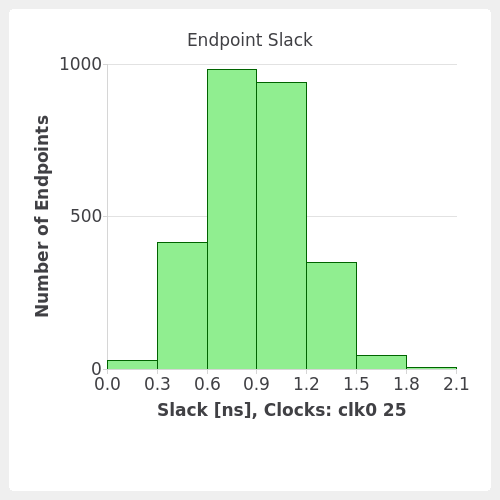 Endpoint Slack
Number of Endpoints
1000
500
0
0.0 0.3 0.6 0.9 1.2 1.5 1.8 2.1
Slack [ns], Clocks: clk0 25